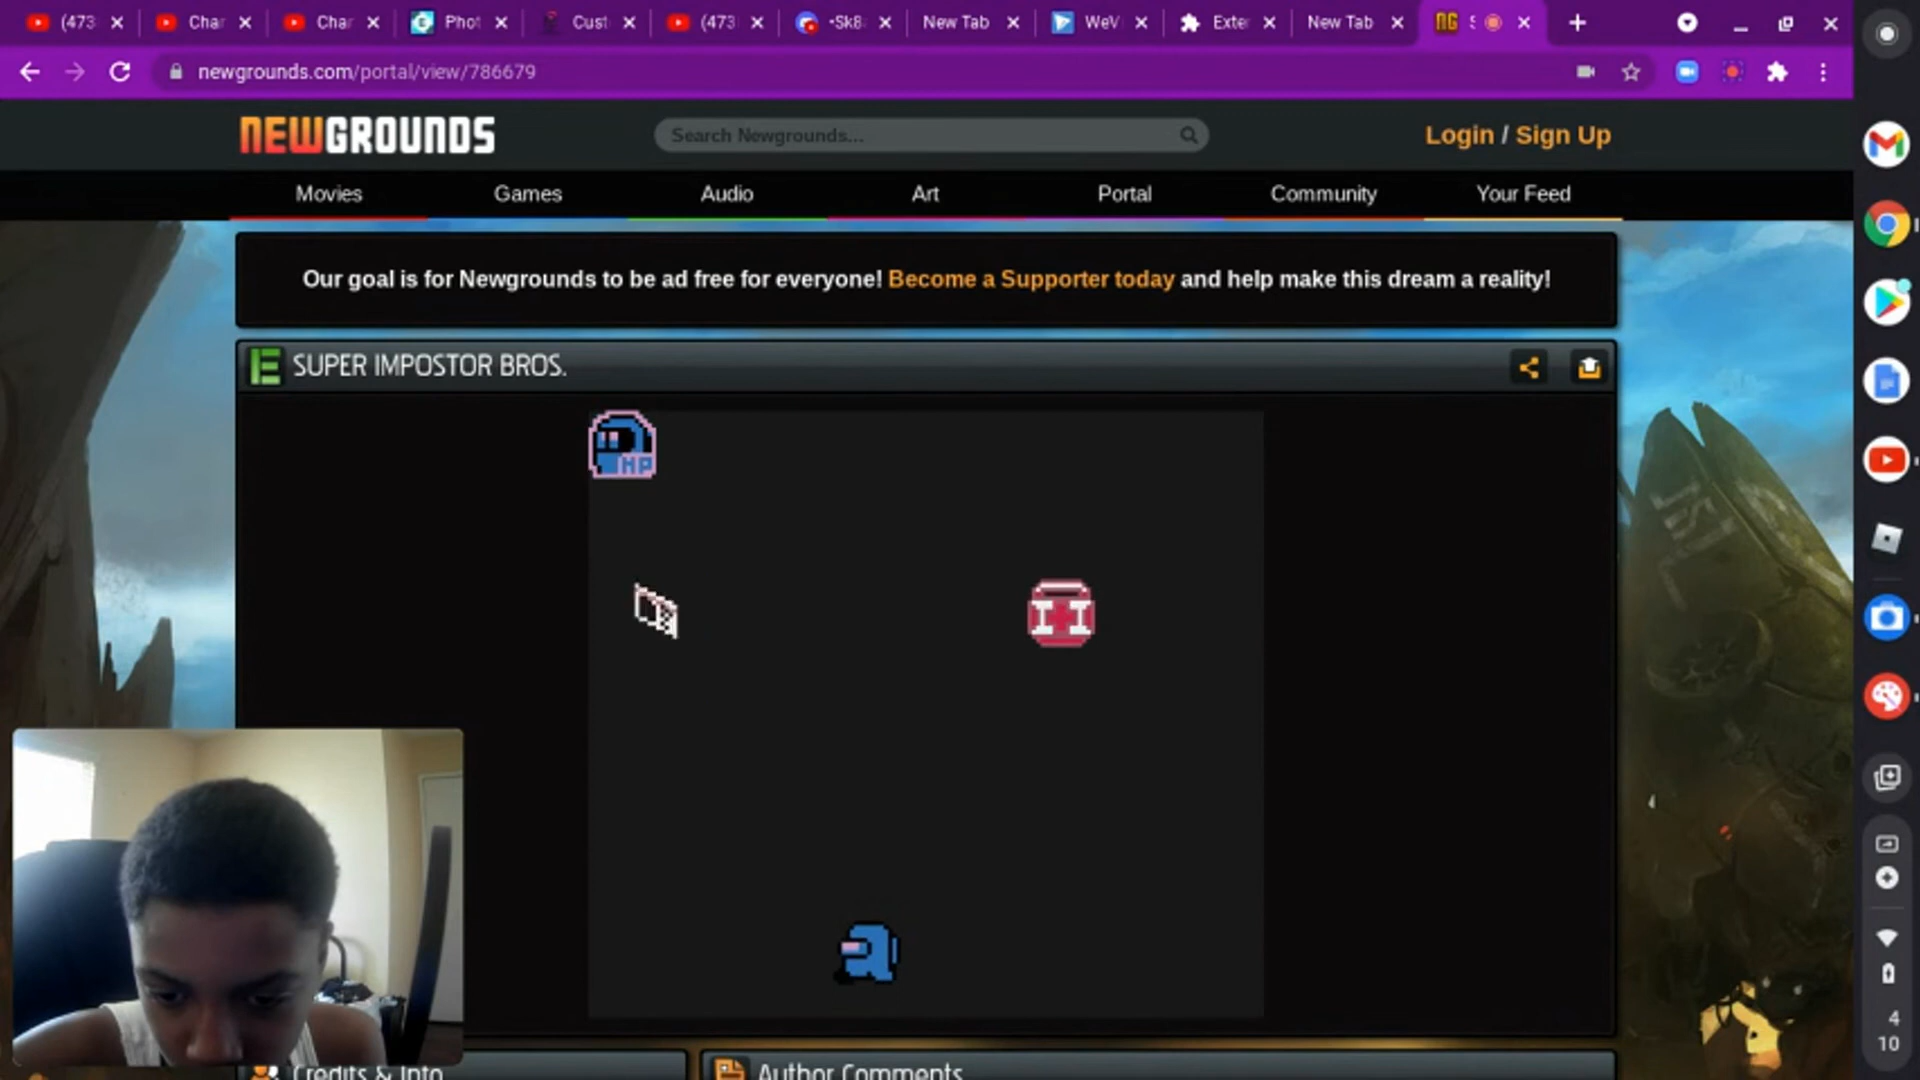 (473 Char Char Phot Cust (473 •Sk8 New Tab WeV Exte New Tab S
newgrounds.com/portal/view/786679
NEWGROUNDS
Search Newgrounds...
Login / Sign Up
Movies Games Audio Art Portal Community Your Feed
Our goal is for Newgrounds to be ad free for everyone! Become a Supporter today and help make this dream a reality!
E SUPER IMPOSTOR BROS.
HP
Credits & Info
Author Comments
4
10